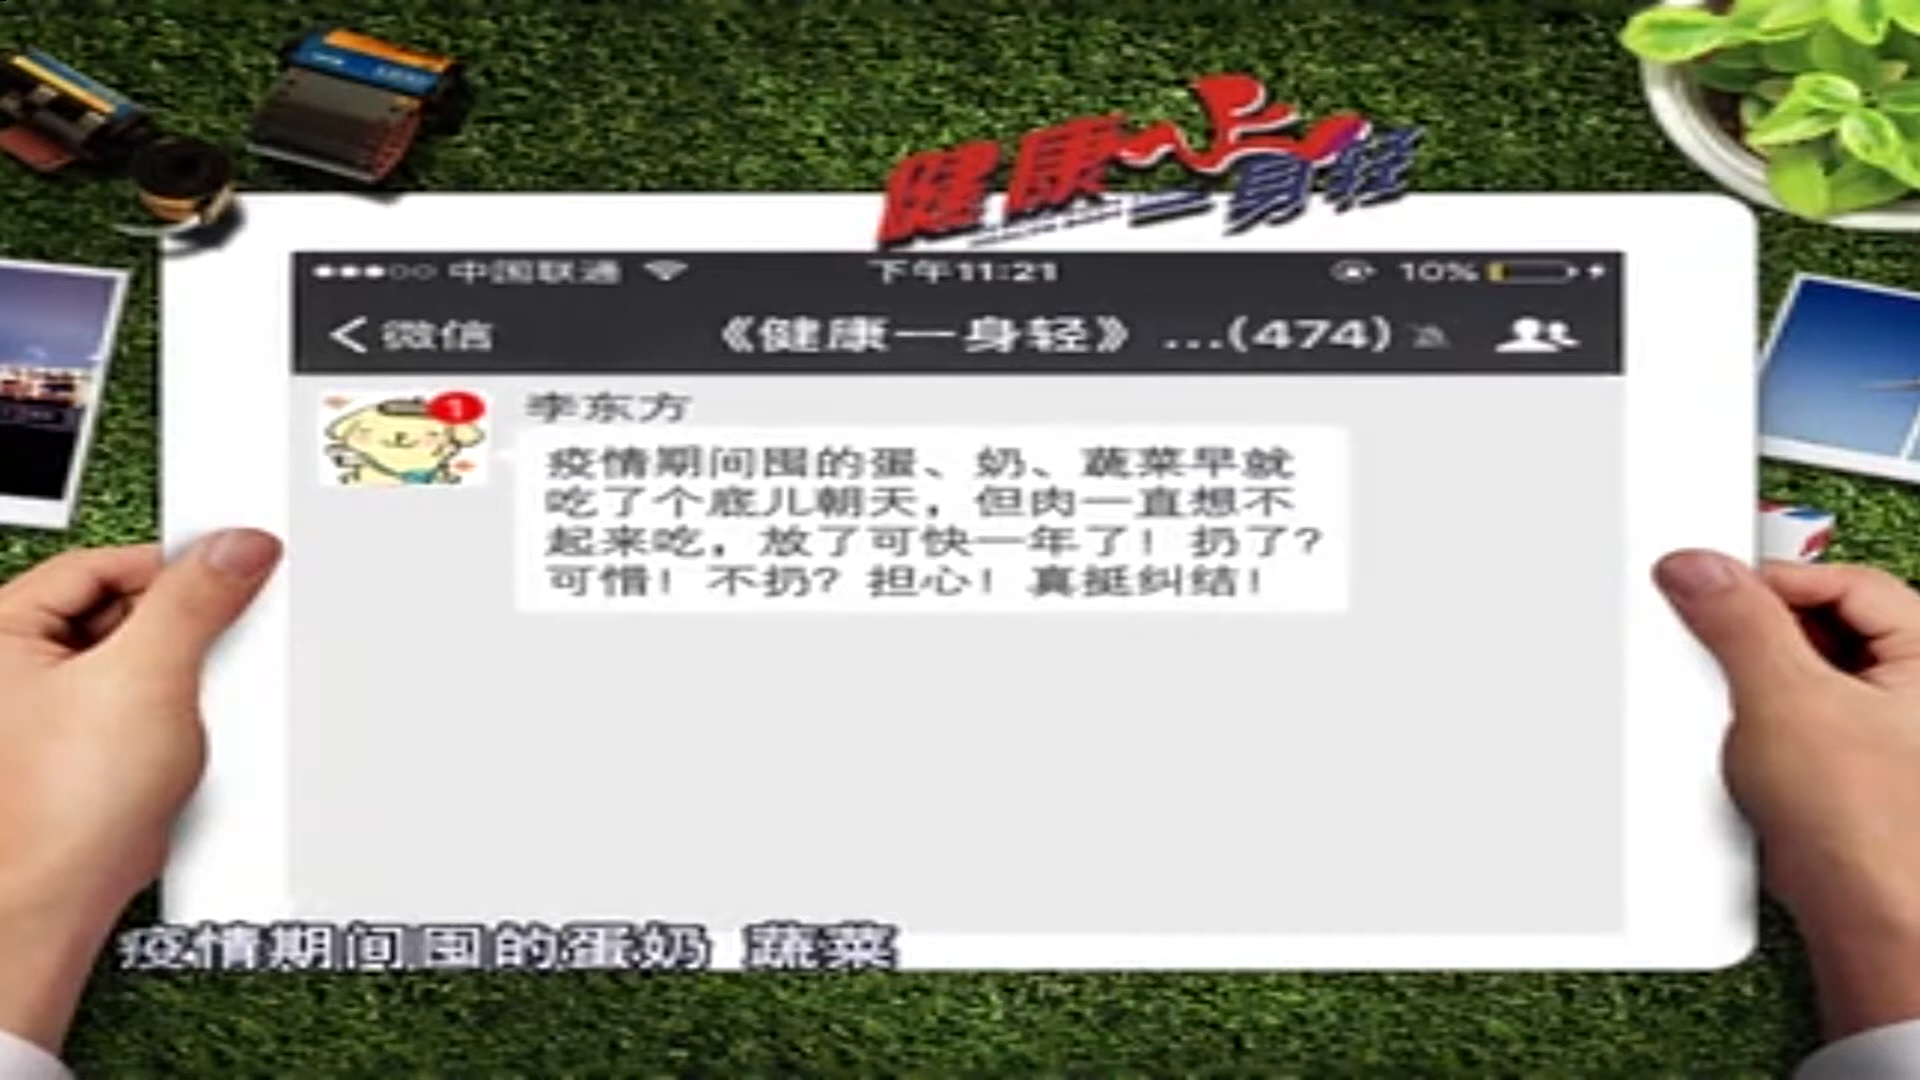 健康一身轻
中国联通 下午11:21 10%
微信 《健康一身轻》 ...(474)
1
李东方
疫情期间囤的蛋、奶、蔬菜早就
吃了个底儿朝天，但肉一直想不
起来吃，放了可快一年了！扔了？
可惜！不扔？担心！真挺纠结！
疫情期间囤的蛋奶 蔬菜